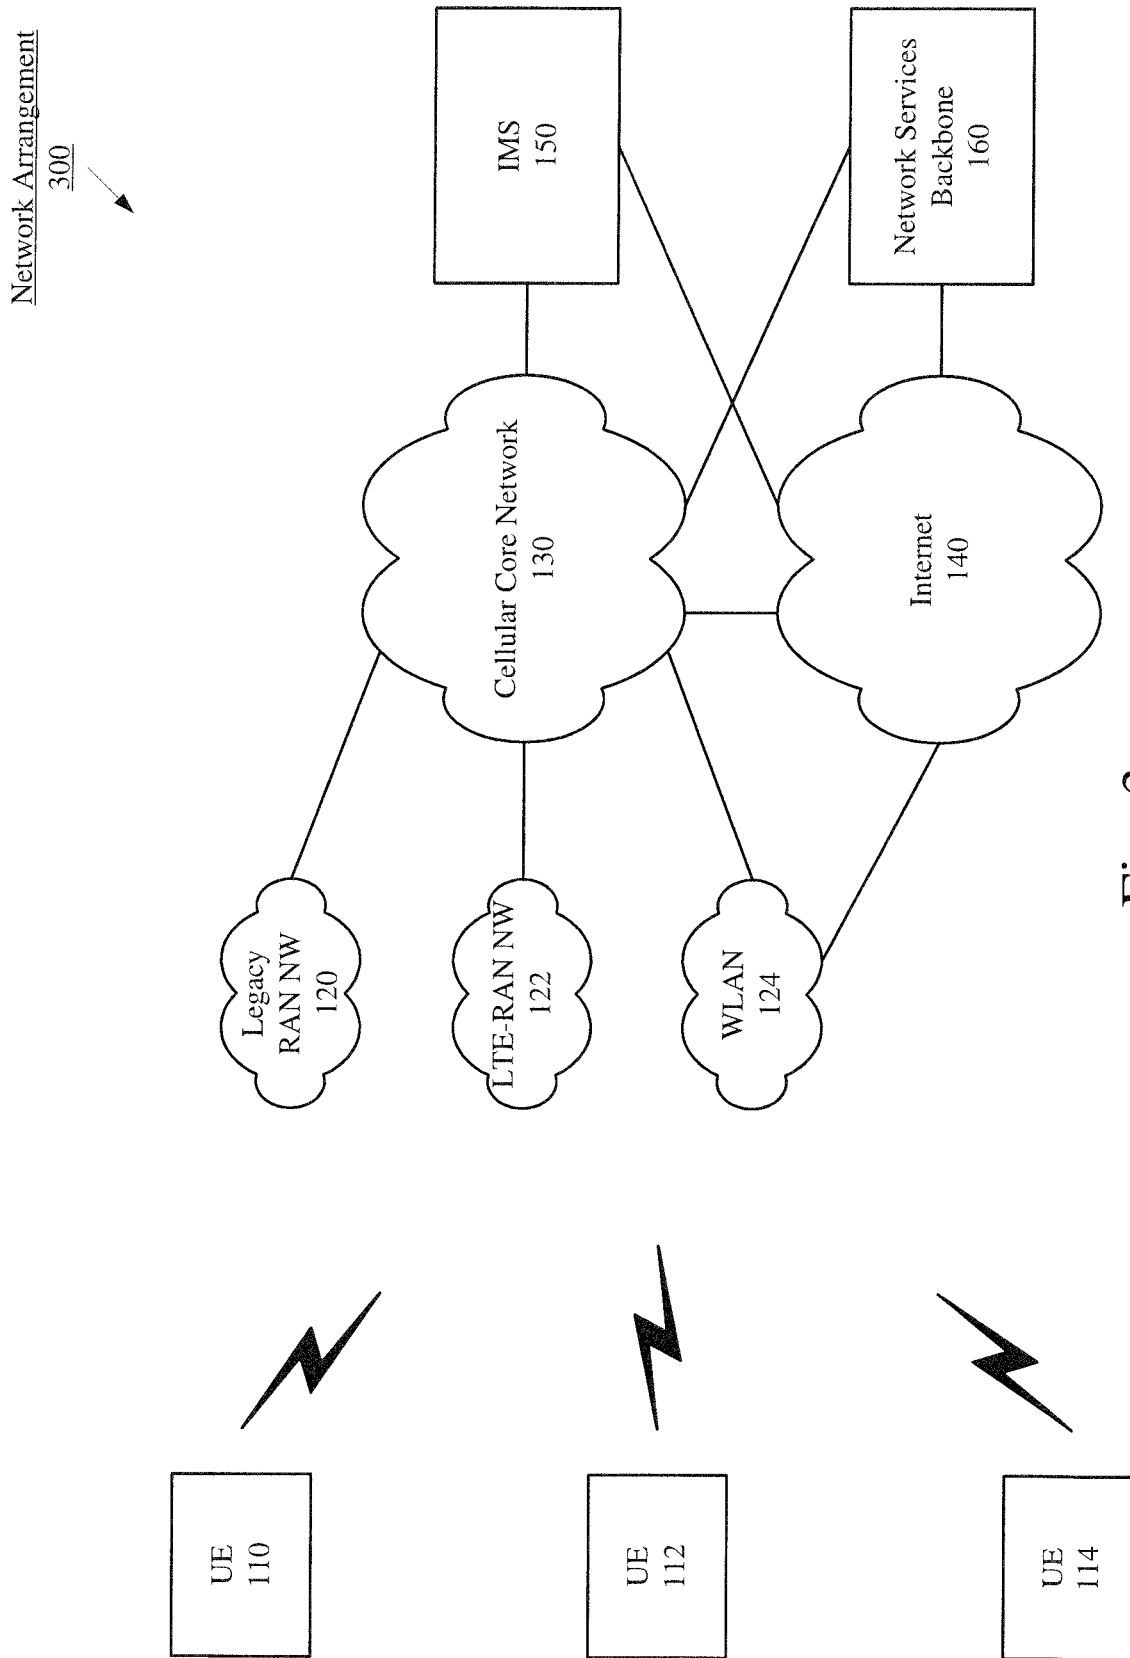 Network Arrangement
300
UE
110
UE
112
UE
114
Legacy
RAN NW
120
LTE-RAN NW
122
WLAN
124
Cellular Core Network
130
Internet
140
IMS
150
Network Services
Backbone
160